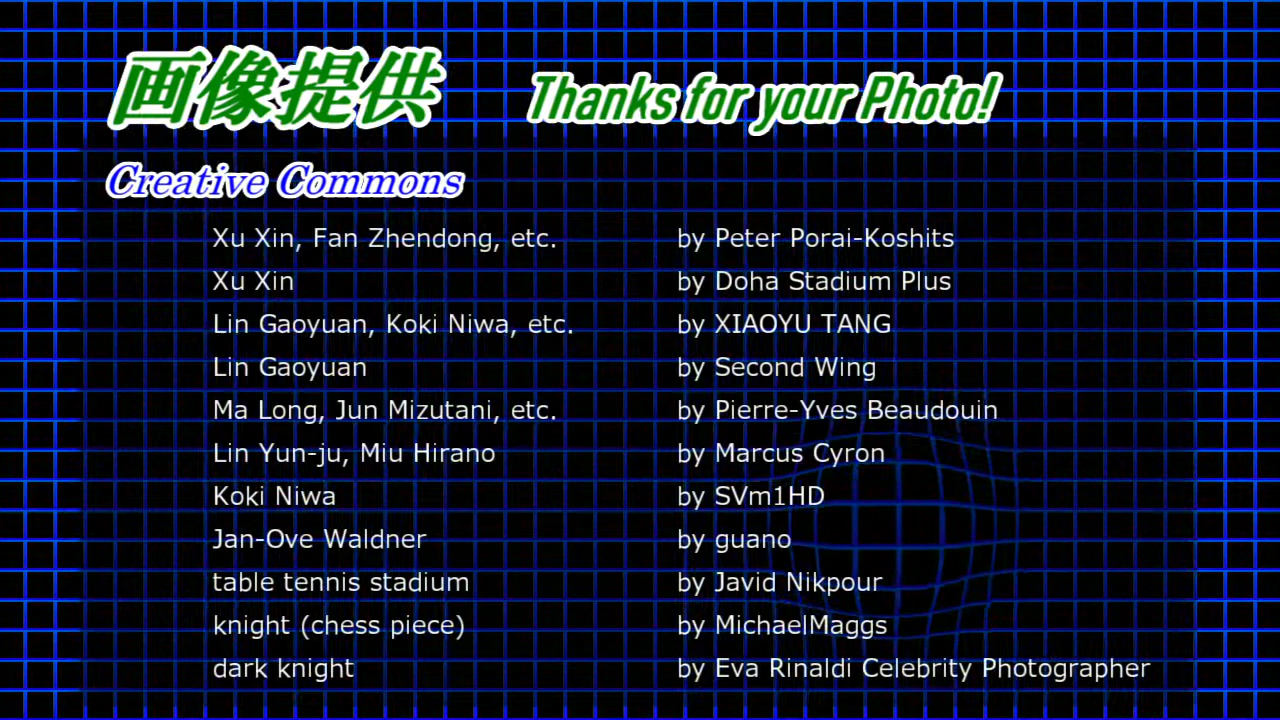 画像提供 Thanks for your Photo!
Creative Commons
Xu Xin, Fan Zhendong, etc. by Peter Porai-Koshits
Xu Xin by Doha Stadium Plus
Lin Gaoyuan, Koki Niwa, etc. by XIAOYU TANG
Lin Gaoyuan by Second Wing
Ma Long, Jun Mizutani, etc. by Pierre-Yves Beaudouin
Lin Yun-ju, Miu Hirano by Marcus Cyron
Koki Niwa by SVm1HD
Jan-Ove Waldner by guano
table tennis stadium by Javid Nikpour
knight (chess piece) by MichaelMaggs
dark knight by Eva Rinaldi Celebrity Photographer